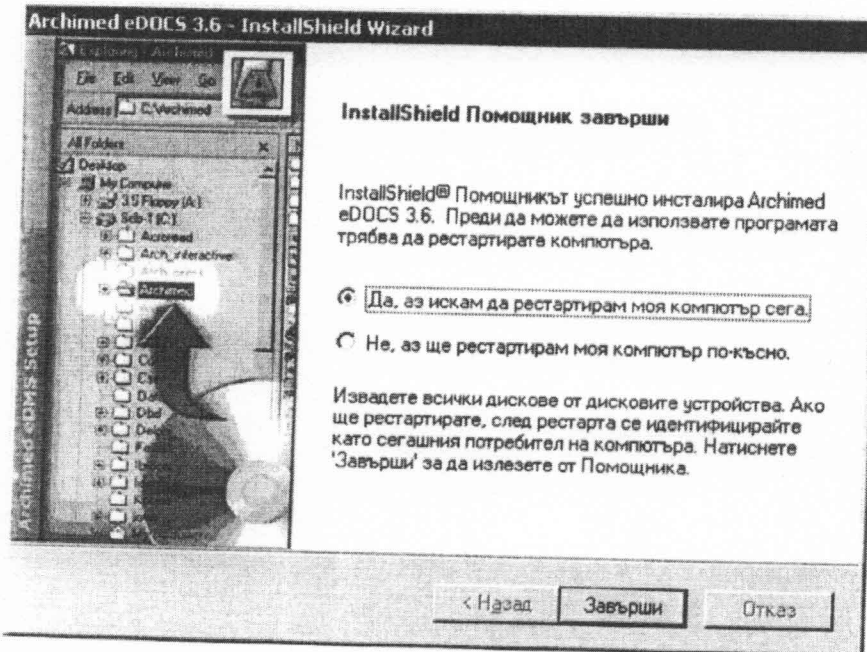 Archimed eDOCS 3.6 - InstallShield Wizard
Exploring - Archimed
File Edit View Go
Address C:\Archimed
All Folders
Desktop
My Computer
3.5 Floppy (A:)
Sdb-1 (C:)
Acroread
Arch_interactive
Archimed
Archimed eDMS Setup
InstallShield Помощник завърши
InstallShield® Помощникът успешно инсталира Archimed
eDOCS 3.6. Преди да можете да използвате програмата
трябва да рестартирате компютъра.
Да, аз искам да рестартирам моя компютър сега.
Не, аз ще рестартирам моя компютър по-късно.
Извадете всички дискове от дисковите устройства. Ако
ще рестартирате, след рестарта се идентифицирайте
като сегашния потребител на компютъра. Натиснете
'Завърши' за да излезете от Помощника.
< Назад Завърши Отказ